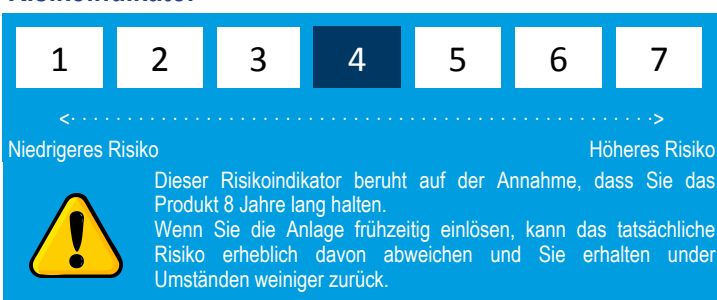 1 2 3 4 5 6 7
<· · · · · · · · · · · · · · · · · · · · · · · · · · · · · · · · · · · · · · · · · · · · · · · · · · · ·>
Niedrigeres Risiko Höheres Risiko
Dieser Risikoindikator beruht auf der Annahme, dass Sie das
Produkt 8 Jahre lang halten.
Wenn Sie die Anlage frühzeitig einlösen, kann das tatsächliche
Risiko erheblich davon abweichen und Sie erhalten unter
Umständen weiniger zurück.